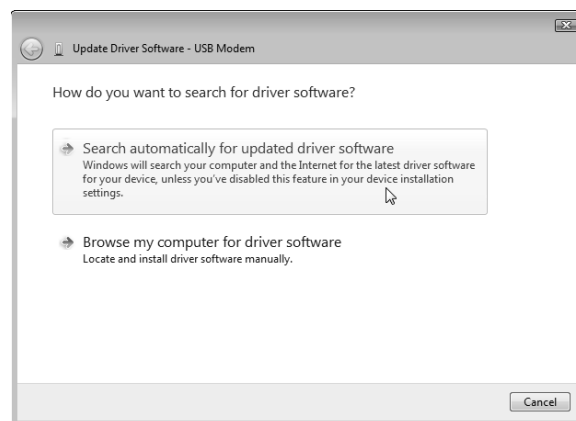 Update Driver Software - USB Modem
How do you want to search for driver software?
Search automatically for updated driver software
Windows will search your computer and the Internet for the latest driver software
for your device, unless you've disabled this feature in your device installation
settings.
Browse my computer for driver software
Locate and install driver software manually.
Cancel